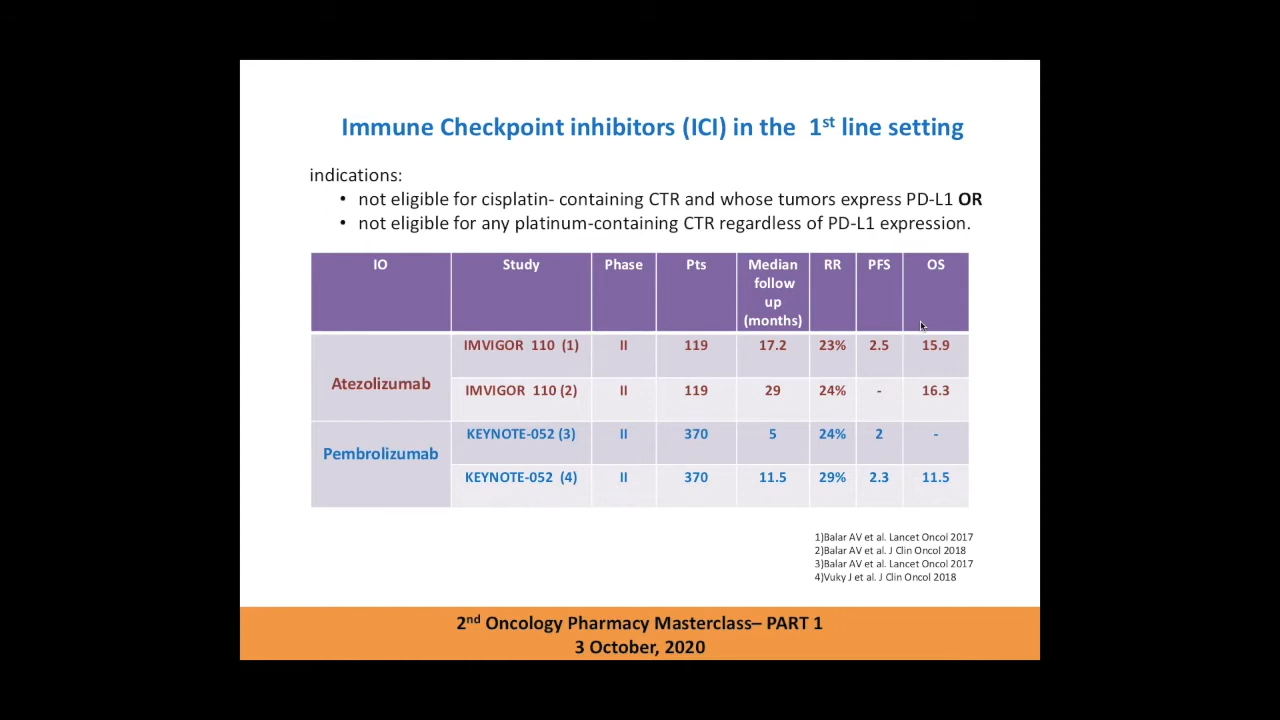 Immune Checkpoint inhibitors (ICI) in the 1st line setting
indications:
• not eligible for cisplatin- containing CTR and whose tumors express PD-L1 OR
• not eligible for any platinum-containing CTR regardless of PD-L1 expression.
IO Study Phase Pts Median follow up (months) RR PFS OS
Atezolizumab
IMVIGOR 110 (1) II 119 17.2 23% 2.5 15.9
IMVIGOR 110 (2) II 119 29 24% - 16.3
Pembrolizumab
KEYNOTE-052 (3) II 370 5 24% 2 -
KEYNOTE-052 (4) II 370 11.5 29% 2.3 11.5
1)Balar AV et al. Lancet Oncol 2017
2)Balar AV et al. J Clin Oncol 2018
3)Balar AV et al. Lancet Oncol 2017
4)Vuky J et al. J Clin Oncol 2018
2nd Oncology Pharmacy Masterclass– PART 1
3 October, 2020